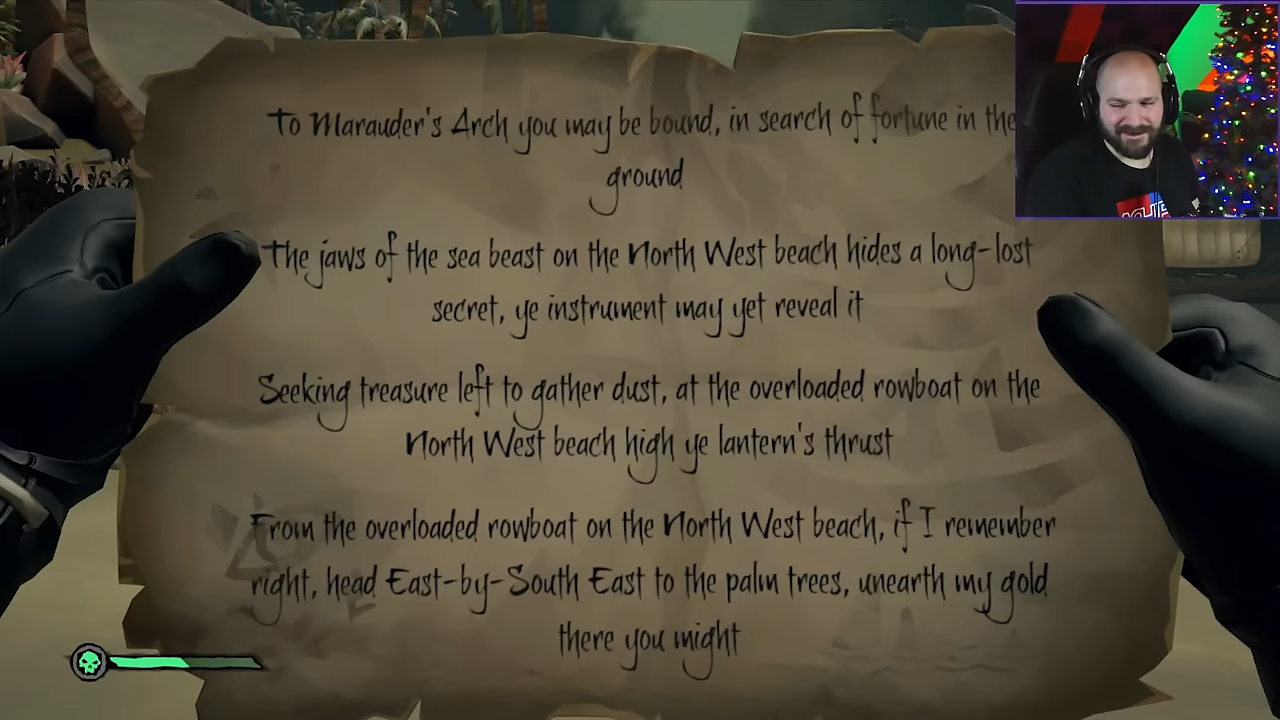 To Marauder's Arch you may be bound, in search of fortune in the
ground
The jaws of the sea beast on the North West beach hides a long-lost
secret, ye instrument may yet reveal it
Seeking treasure left to gather dust, at the overloaded rowboat on the
North West beach high ye lantern's thrust
From the overloaded rowboat on the North West beach, if I remember
right, head East-by-South East to the palm trees, unearth my gold
there you might